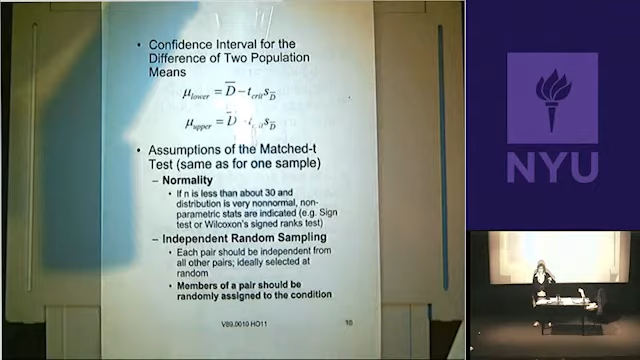 • Confidence Interval for the
Difference of Two Population
Means
μlower = D̅ − tcrit sD̅
μupper = D̅ tcrit sD̅
• Assumptions of the Matched-t
Test (same as for one sample)
– Normality
• If n is less than about 30 and
distribution is very nonnormal, non-
parametric stats are indicated (e.g. Sign
test or Wilcoxon's signed ranks test)
– Independent Random Sampling
• Each pair should be independent from
all other pairs; ideally selected at
random
• Members of a pair should be
randomly assigned to the condition
V89.0010 HO11
NYU